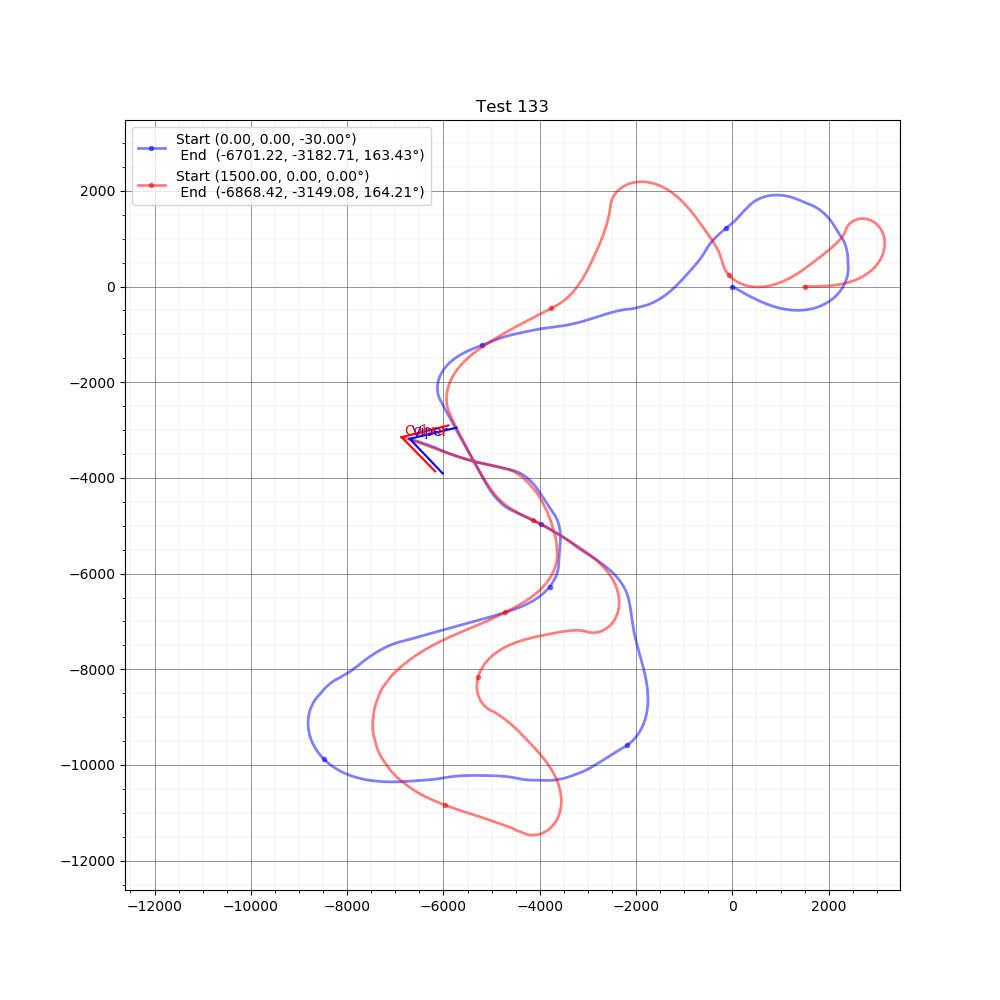 Test 133
Start (0.00, 0.00, -30.00°)
End (-6701.22, -3182.71, 163.43°)
Start (1500.00, 0.00, 0.00°)
End (-6868.42, -3149.08, 164.21°)
2000
0
−2000
−4000
−6000
−8000
−10000
−12000
−12000 −10000 −8000 −6000 −4000 −2000 0 2000